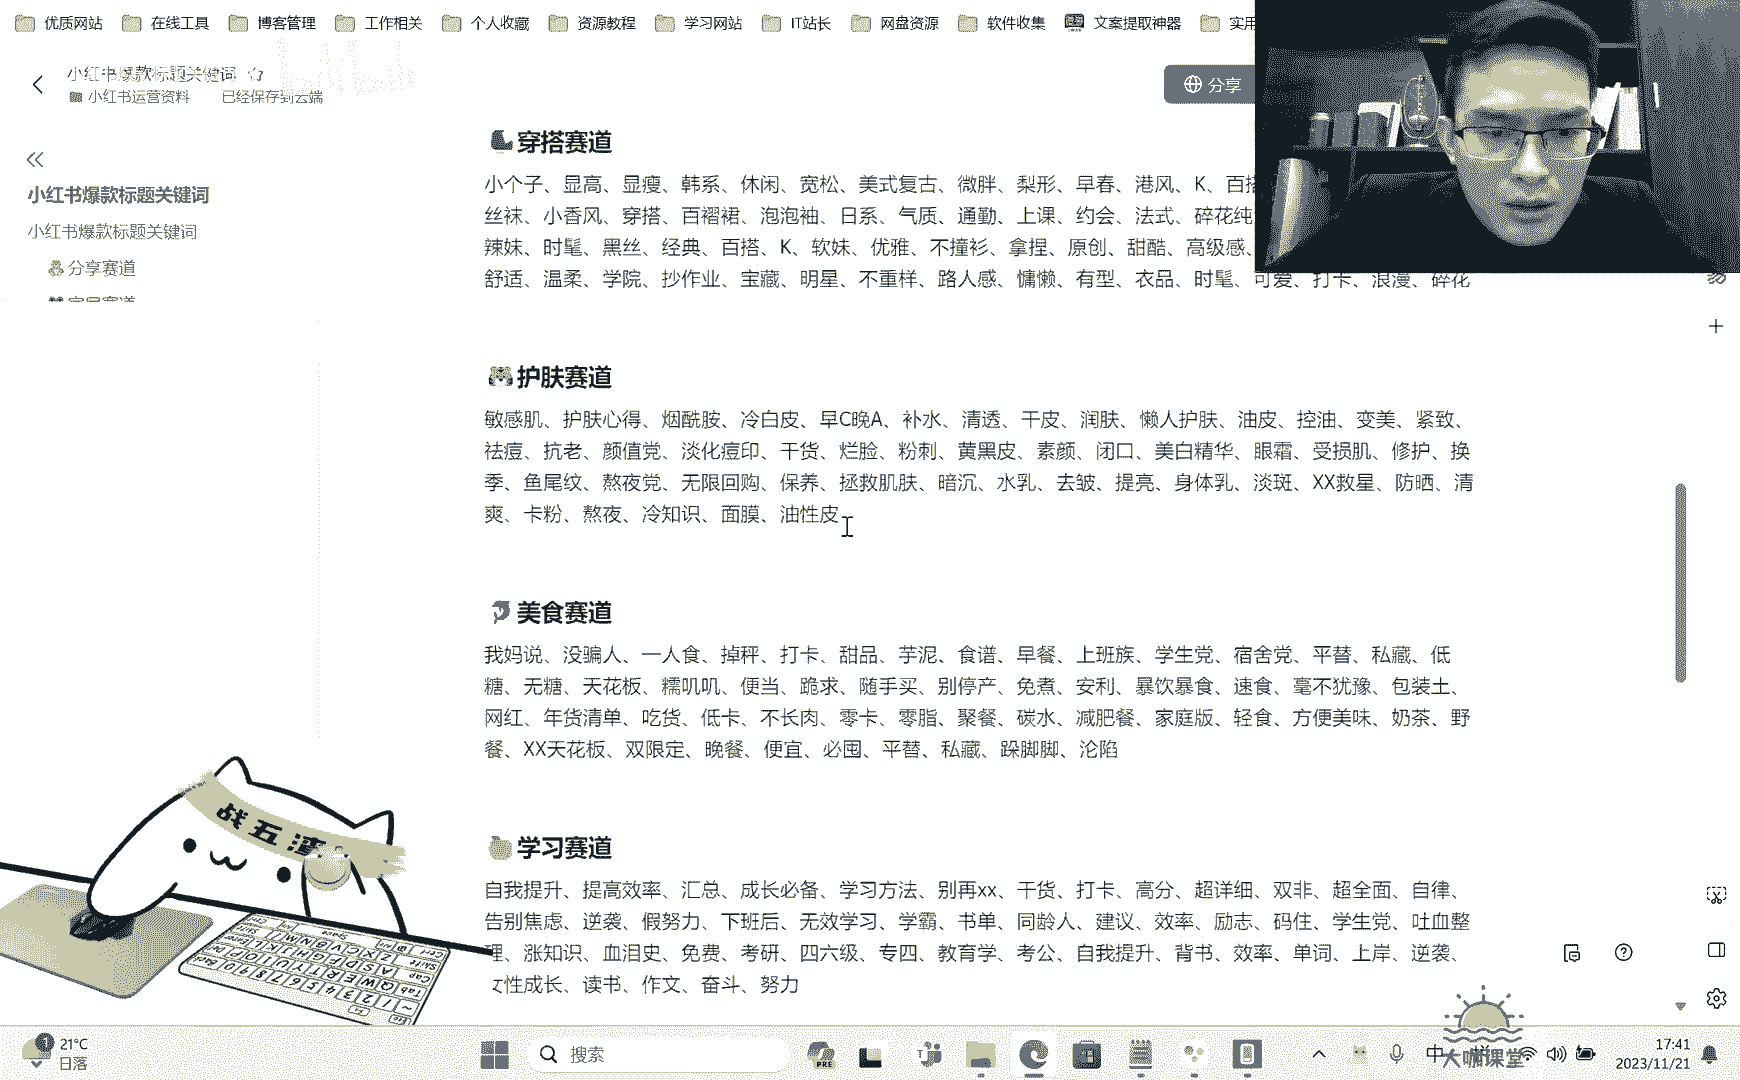 优质网站 在线工具 博客管理 工作相关 个人收藏 资源教程 学习网站 IT站长 网盘资源 软件收集 文案提取神器 实用
小红书爆款标题关键词
小红书运营资料 已经保存到云端
分享
小红书爆款标题关键词
小红书爆款标题关键词
分享赛道
穿搭赛道
小个子、显高、显瘦、韩系、休闲、宽松、美式复古、微胖、梨形、早春、港风、K、百搭
丝袜、小香风、穿搭、百褶裙、泡泡袖、日系、气质、通勤、上课、约会、法式、碎花纯
辣妹、时髦、黑丝、经典、百搭、K、软妹、优雅、不撞衫、拿捏、原创、甜酷、高级感、
舒适、温柔、学院、抄作业、宝藏、明星、不重样、路人感、慵懒、有型、衣品、时髦、可爱、打卡、浪漫、碎花
护肤赛道
敏感肌、护肤心得、烟酰胺、冷白皮、早C晚A、补水、清透、干皮、润肤、懒人护肤、油皮、控油、变美、紧致、
祛痘、抗老、颜值党、淡化痘印、干货、烂脸、粉刺、黄黑皮、素颜、闭口、美白精华、眼霜、受损肌、修护、换
季、鱼尾纹、熬夜党、无限回购、保养、拯救肌肤、暗沉、水乳、去皱、提亮、身体乳、淡斑、XX救星、防晒、清
爽、卡粉、熬夜、冷知识、面膜、油性皮
美食赛道
我妈说、没骗人、一人食、掉秤、打卡、甜品、芋泥、食谱、早餐、上班族、学生党、宿舍党、平替、私藏、低
糖、无糖、天花板、糯叽叽、便当、跪求、随手买、别停产、免煮、安利、暴饮暴食、速食、毫不犹豫、包装土、
网红、年货清单、吃货、低卡、不长肉、零卡、零脂、聚餐、碳水、减肥餐、家庭版、轻食、方便美味、奶茶、野
餐、XX天花板、双限定、晚餐、便宜、必囤、平替、私藏、跺脚脚、沦陷
学习赛道
自我提升、提高效率、汇总、成长必备、学习方法、别再xx、干货、打卡、高分、超详细、双非、超全面、自律、
告别焦虑、逆袭、假努力、下班后、无效学习、学霸、书单、同龄人、建议、效率、励志、码住、学生党、吐血整
理、涨知识、血泪史、免费、考研、四六级、专四、教育学、考公、自我提升、背书、效率、单词、上岸、逆袭、
女性成长、读书、作文、奋斗、努力
战五渣
大咖课堂
1 21°C
日落
搜索
PRE
中
17:41
2023/11/21